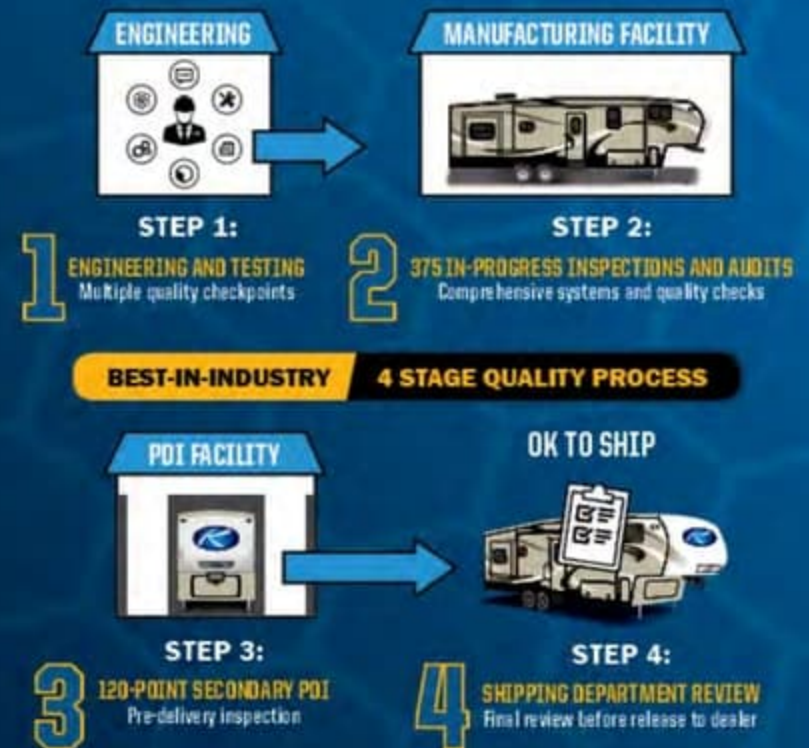 ENGINEERING
MANUFACTURING FACILITY
STEP 1:
1
ENGINEERING AND TESTING
Multiple quality checkpoints
STEP 2:
2
375 IN-PROGRESS INSPECTIONS AND AUDITS
Comprehensive systems and quality checks
BEST-IN-INDUSTRY 4 STAGE QUALITY PROCESS
PDI FACILITY
OK TO SHIP
STEP 3:
3
120-POINT SECONDARY PDI
Pre-delivery inspection
STEP 4:
4
SHIPPING DEPARTMENT REVIEW
Final review before release to dealer